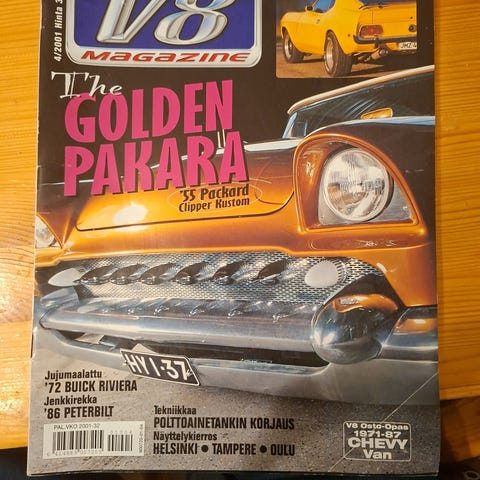 4/2001 Hinta 3
V8
MAGAZINE
The
GOLDEN
PAKARA
'55 Packard
Clipper Kustom
HYI-37
Jujumaalattu
'72 BUICK RIVIERA
Jenkkirekka
'86 PETERBILT
PAL.VKO 2001-32
Tekniikkaa
POLTTOAINETANKIN KORJAUS
Näyttelykierros
HELSINKI • TAMPERE • OULU
V8 Osto-Opas
1971-87
CHEVY
Van